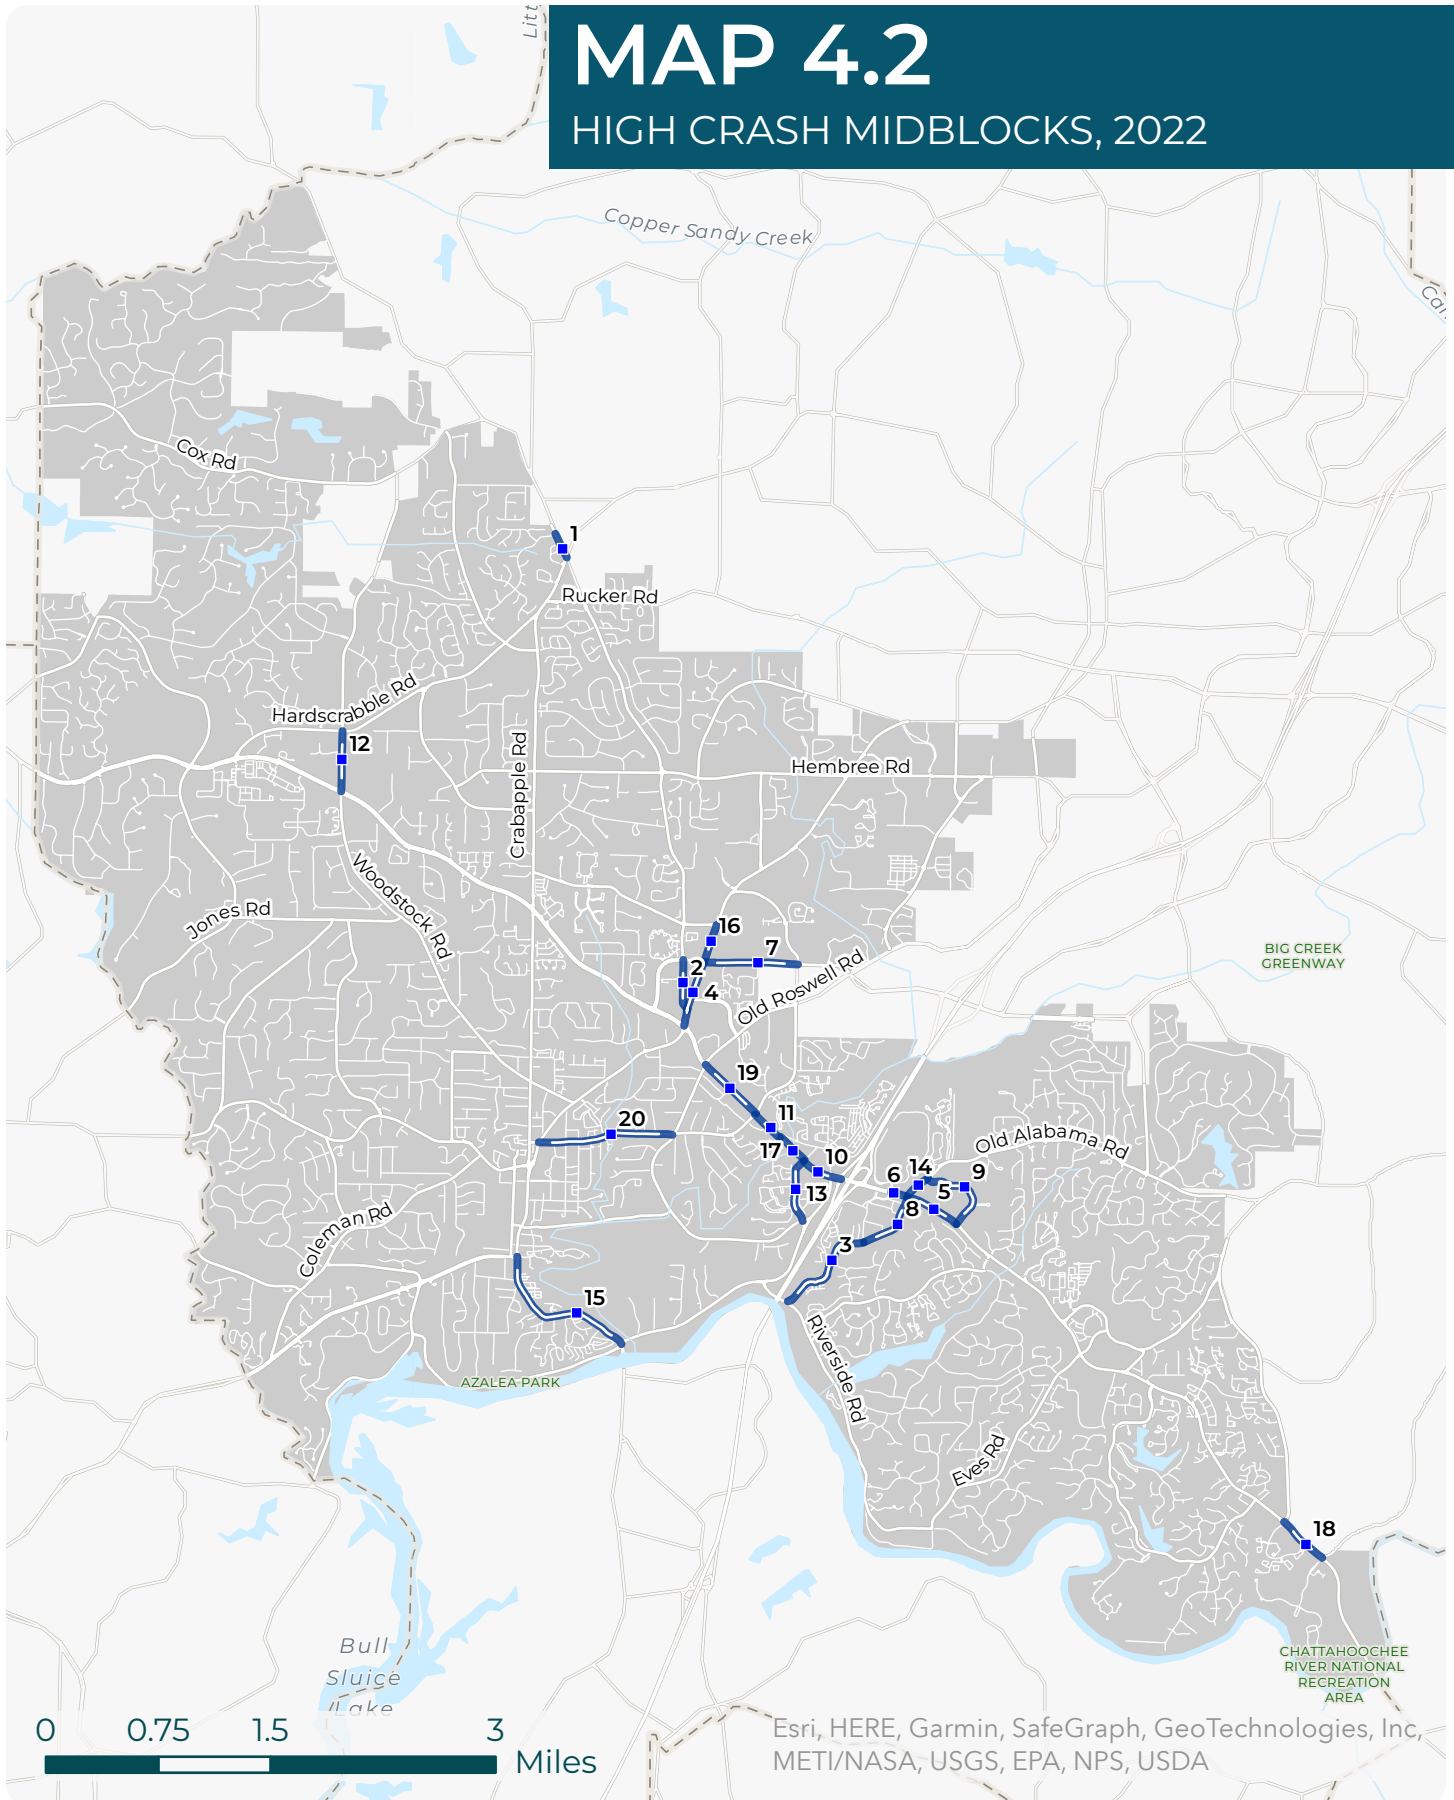 MAP 4.2
HIGH CRASH MIDBLOCKS, 2022
Litt
Copper Sandy Creek
Can
Cox Rd
1
Rucker Rd
Hardscrabble Rd
12
Crabapple Rd
Hembree Rd
Woodstock Rd
Jones Rd
16
7
2
4
Old Roswell Rd
BIG CREEK
GREENWAY
19
11
20
17
10
Old Alabama Rd
14
9
6
5
13
8
Coleman Rd
3
15
Riverside Rd
AZALEA PARK
Eves Rd
18
Bull
Sluice
Lake
CHATTAHOOCHEE
RIVER NATIONAL
RECREATION
AREA
0 0.75 1.5 3
Miles
Esri, HERE, Garmin, SafeGraph, GeoTechnologies, Inc,
METI/NASA, USGS, EPA, NPS, USDA